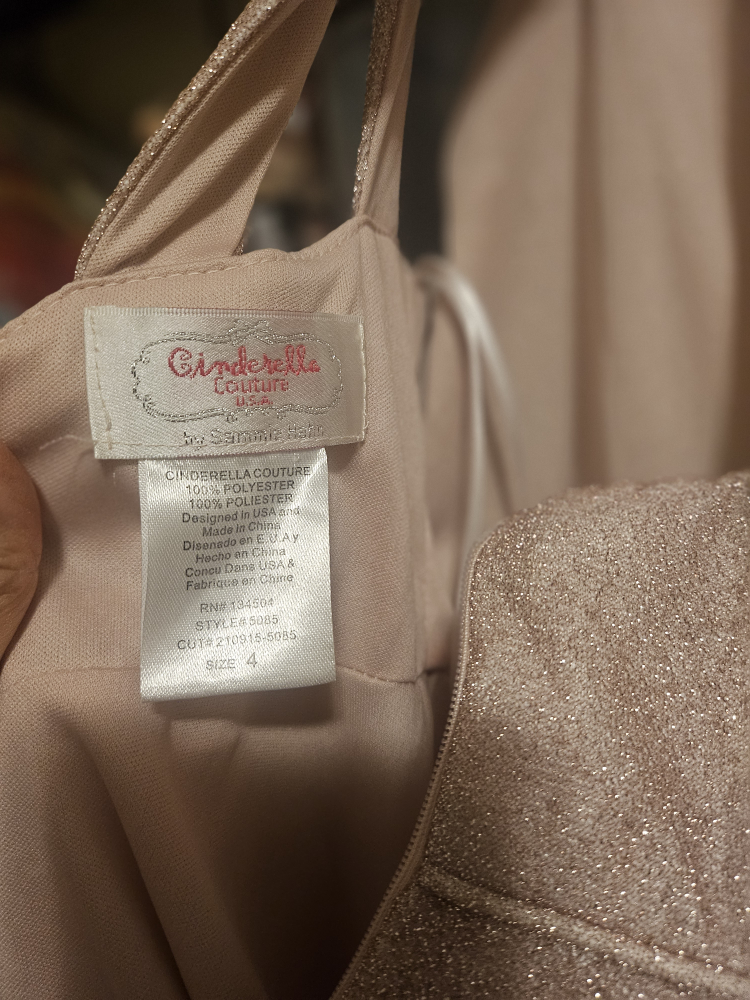 Cinderella
Couture
U.S.A.
by Sammie Hahn
CINDERELLA COUTURE
100% POLYESTER
100% POLIESTER
Designed in USA and
Made in China
Disenado en E.U.A y
Hecho en China
Concu Dans USA &
Fabrique en Chine
RN# 134504
STYLE# 5085
CUT# 210915-5085
SIZE 4